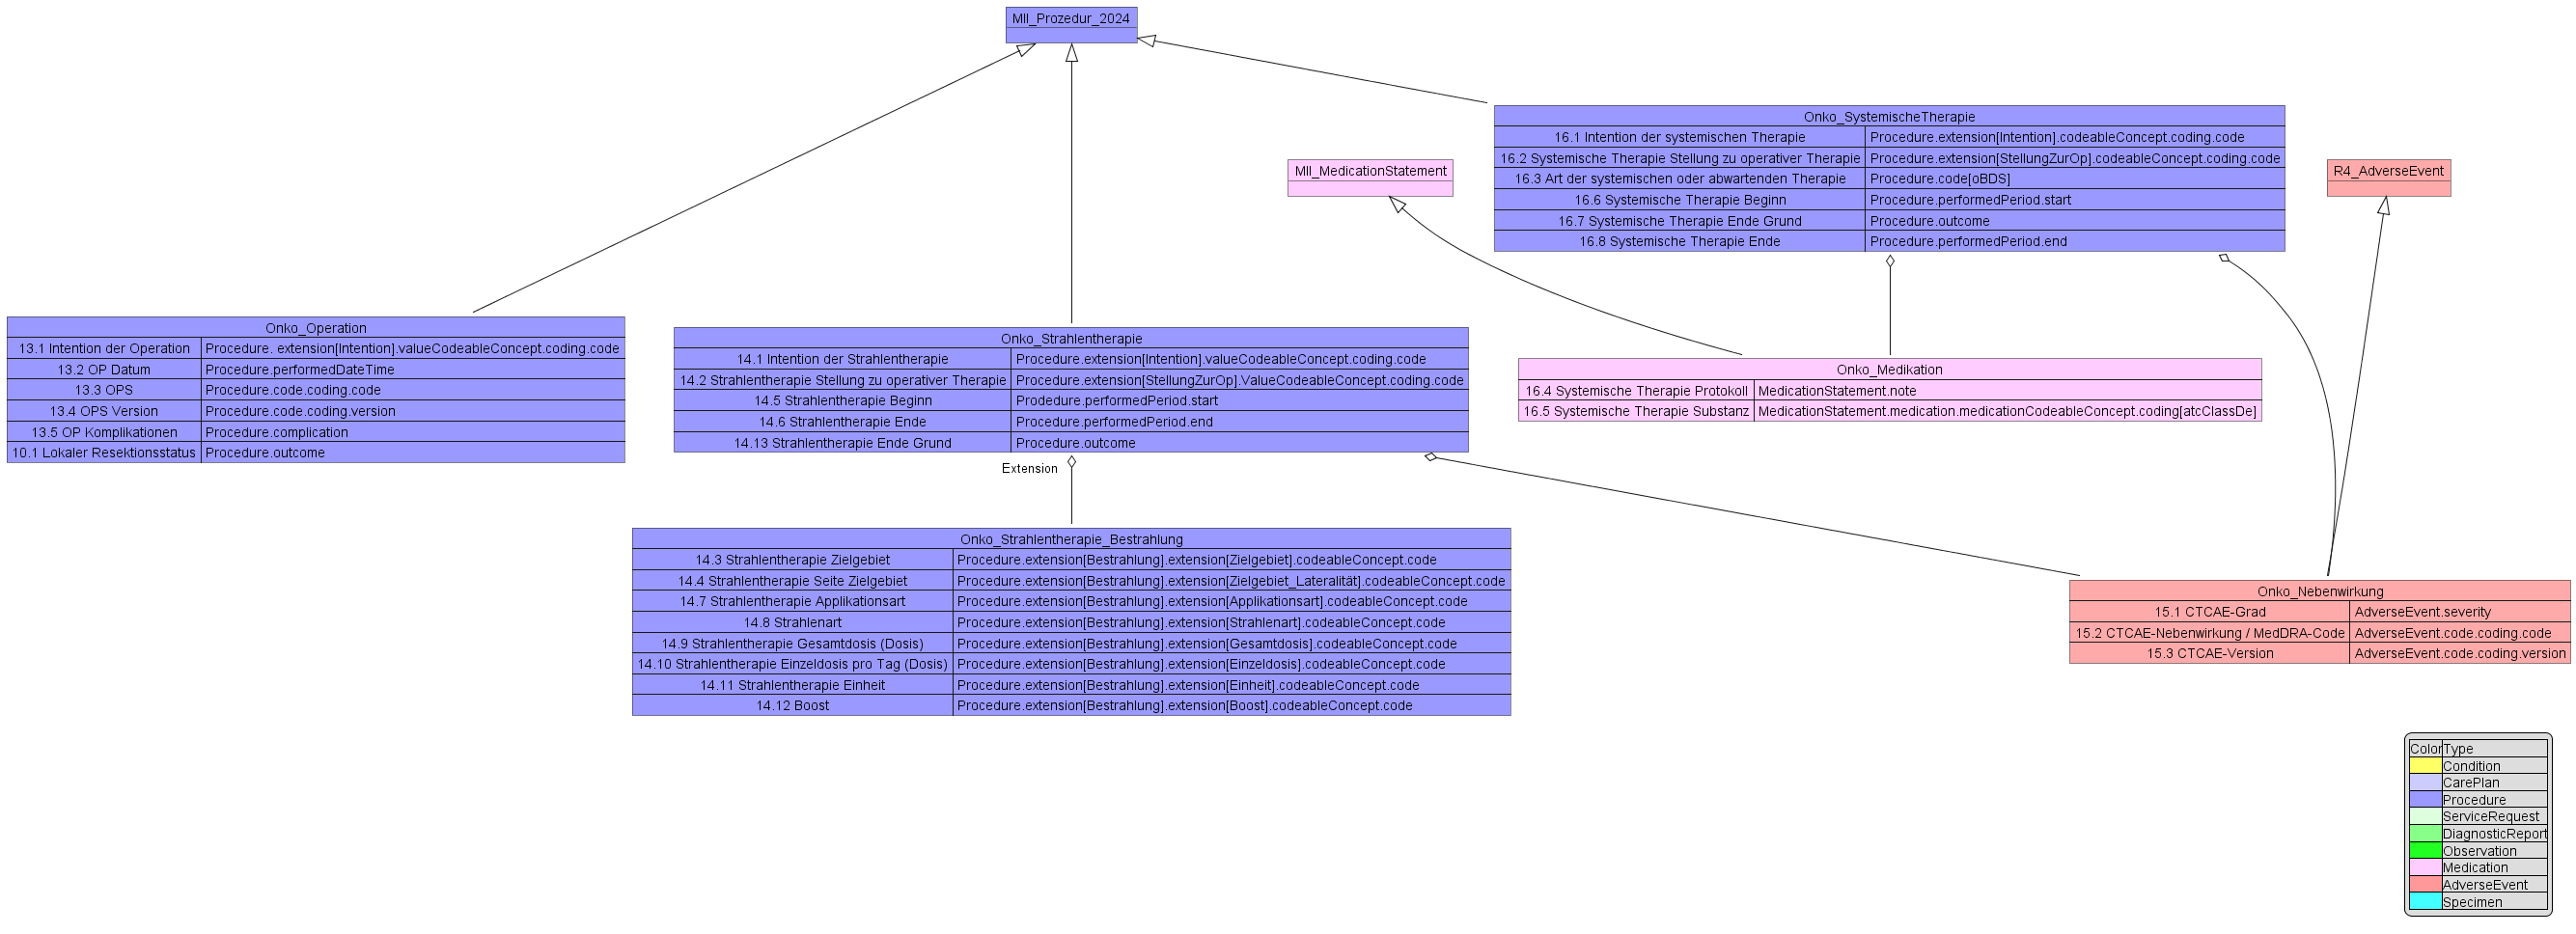 MII_Prozedur_2024
Onko_SystemischeTherapie
16.1 Intention der systemischen Therapie Procedure.extension[Intention].codeableConcept.coding.code
16.2 Systemische Therapie Stellung zu operativer Therapie Procedure.extension[StellungZurOp].codeableConcept.coding.code
16.3 Art der systemischen oder abwartenden Therapie Procedure.code[oBDS]
16.6 Systemische Therapie Beginn Procedure.performedPeriod.start
16.7 Systemische Therapie Ende Grund Procedure.outcome
16.8 Systemische Therapie Ende Procedure.performedPeriod.end
MII_MedicationStatement
R4_AdverseEvent
Onko_Operation
13.1 Intention der Operation Procedure. extension[Intention].valueCodeableConcept.coding.code
13.2 OP Datum Procedure.performedDateTime
13.3 OPS Procedure.code.coding.code
13.4 OPS Version Procedure.code.coding.version
13.5 OP Komplikationen Procedure.complication
10.1 Lokaler Resektionsstatus Procedure.outcome
Onko_Strahlentherapie
14.1 Intention der Strahlentherapie Procedure.extension[Intention].valueCodeableConcept.coding.code
14.2 Strahlentherapie Stellung zu operativer Therapie Procedure.extension[StellungZurOp].ValueCodeableConcept.coding.code
14.5 Strahlentherapie Beginn Prodedure.performedPeriod.start
14.6 Strahlentherapie Ende Procedure.performedPeriod.end
14.13 Strahlentherapie Ende Grund Procedure.outcome
Onko_Medikation
16.4 Systemische Therapie Protokoll MedicationStatement.note
16.5 Systemische Therapie Substanz MedicationStatement.medication.medicationCodeableConcept.coding[atcClassDe]
Extension
Onko_Strahlentherapie_Bestrahlung
14.3 Strahlentherapie Zielgebiet Procedure.extension[Bestrahlung].extension[Zielgebiet].codeableConcept.code
14.4 Strahlentherapie Seite Zielgebiet Procedure.extension[Bestrahlung].extension[Zielgebiet_Lateralität].codeableConcept.code
14.7 Strahlentherapie Applikationsart Procedure.extension[Bestrahlung].extension[Applikationsart].codeableConcept.code
14.8 Strahlenart Procedure.extension[Bestrahlung].extension[Strahlenart].codeableConcept.code
14.9 Strahlentherapie Gesamtdosis (Dosis) Procedure.extension[Bestrahlung].extension[Gesamtdosis].codeableConcept.code
14.10 Strahlentherapie Einzeldosis pro Tag (Dosis) Procedure.extension[Bestrahlung].extension[Einzeldosis].codeableConcept.code
14.11 Strahlentherapie Einheit Procedure.extension[Bestrahlung].extension[Einheit].codeableConcept.code
14.12 Boost Procedure.extension[Bestrahlung].extension[Boost].codeableConcept.code
Onko_Nebenwirkung
15.1 CTCAE-Grad AdverseEvent.severity
15.2 CTCAE-Nebenwirkung / MedDRA-Code AdverseEvent.code.coding.code
15.3 CTCAE-Version AdverseEvent.code.coding.version
Color Type
Condition
CarePlan
Procedure
ServiceRequest
DiagnosticReport
Observation
Medication
AdverseEvent
Specimen